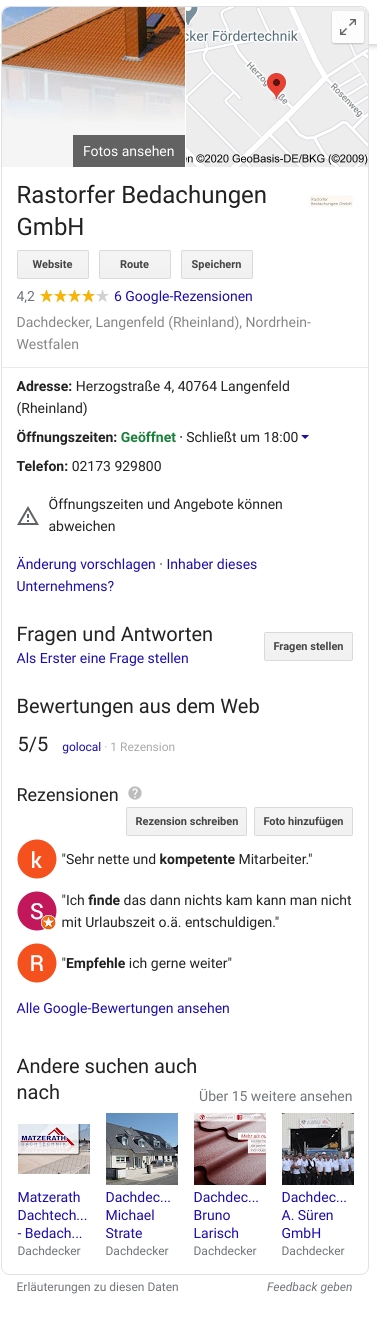 cker Fördertechnik
Herzog
aße
Rosenweg
Fotos ansehen
en ©2020 GeoBasis-DE/BKG (©2009)
Rastorfer Bedachungen
GmbH
Rastorfer
Bedachungen GmbH
Website
Route
Speichern
4,2 6 Google-Rezensionen
Dachdecker, Langenfeld (Rheinland), Nordrhein-
Westfalen
Adresse: Herzogstraße 4, 40764 Langenfeld
(Rheinland)
Öffnungszeiten: Geöffnet · Schließt um 18:00
Telefon: 02173 929800
Öffnungszeiten und Angebote können
abweichen
Änderung vorschlagen · Inhaber dieses
Unternehmens?
Fragen und Antworten
Als Erster eine Frage stellen
Fragen stellen
Bewertungen aus dem Web
5/5 golocal · 1 Rezension
Rezensionen ?
Rezension schreiben
Foto hinzufügen
k
"Sehr nette und kompetente Mitarbeiter."
S
"Ich finde das dann nichts kam kann man nicht
mit Urlaubszeit o.ä. entschuldigen."
R
"Empfehle ich gerne weiter"
Alle Google-Bewertungen ansehen
Andere suchen auch
nach
Über 15 weitere ansehen
MATZERATH
DACHTECHNIK
Matzerath
Dachtech...
- Bedach...
Dachdecker
Dachdec...
Michael
Strate
Dachdecker
Dachdec...
Bruno
Larisch
Dachdecker
Dachdec...
A. Süren
GmbH
Dachdecker
Erläuterungen zu diesen Daten
Feedback geben